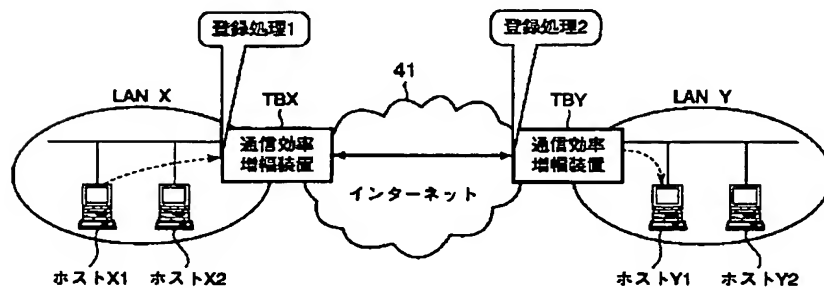 登録処理1
登録処理2
41
LAN X
TBX
TBY
LAN Y
通信効率
増幅装置
通信効率
増幅装置
インターネット
ホストX1
ホストX2
ホストY1
ホストY2